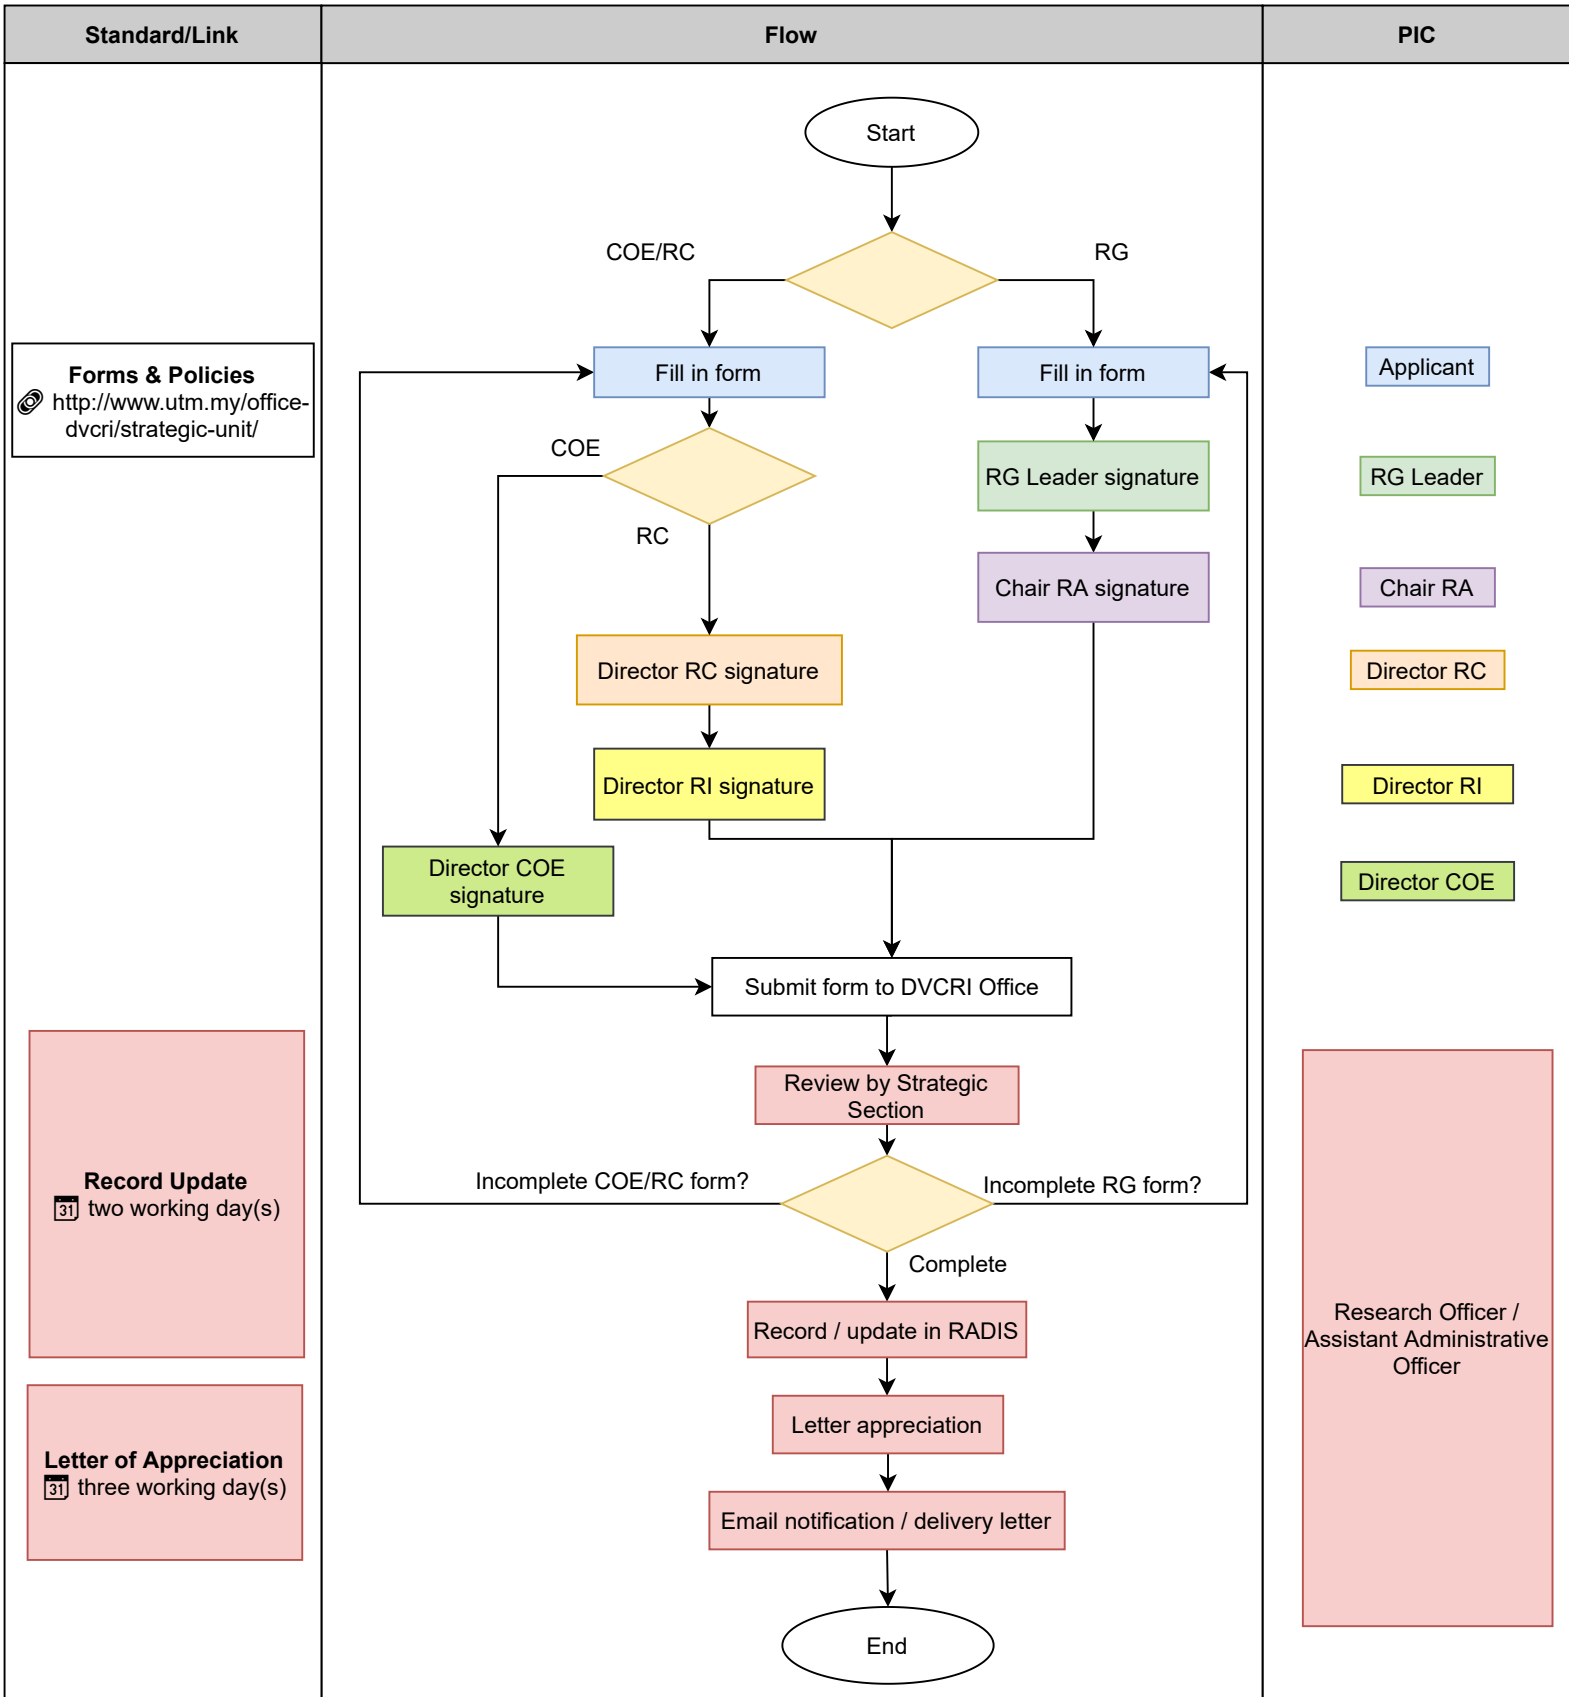 Standard/Link
Flow
PIC
Start
COE/RC
RG
Forms & Policies
http://www.utm.my/office-
dvcri/strategic-unit/
Fill in form
Fill in form
Applicant
COE
RG Leader signature
RG Leader
RC
Chair RA signature
Chair RA
Director RC signature
Director RC
Director RI signature
Director RI
Director COE
signature
Director COE
Submit form to DVCRI Office
Review by Strategic
Section
Record Update
31 two working day(s)
Incomplete COE/RC form?
Incomplete RG form?
Complete
Record / update in RADIS
Research Officer /
Assistant Administrative
Officer
Letter appreciation
Letter of Appreciation
31 three working day(s)
Email notification / delivery letter
End